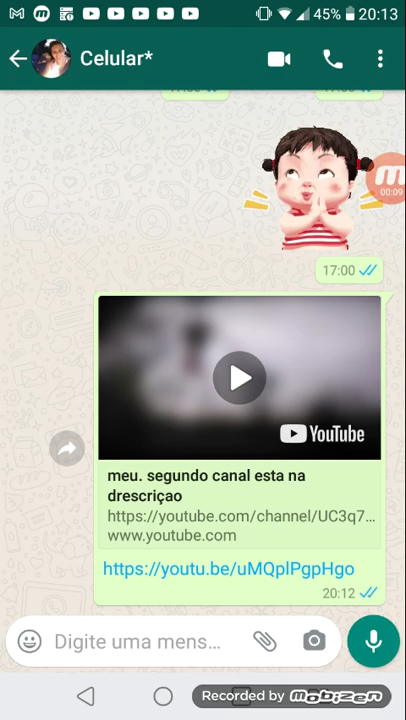 45% 20:13
Celular*
00:09
17:00
YouTube
meu. segundo canal esta na
drescriçao
https://youtube.com/channel/UC3q7...
www.youtube.com
https://youtu.be/uMQplPgpHgo
20:12
Digite uma mens...
Recorded by mobizen